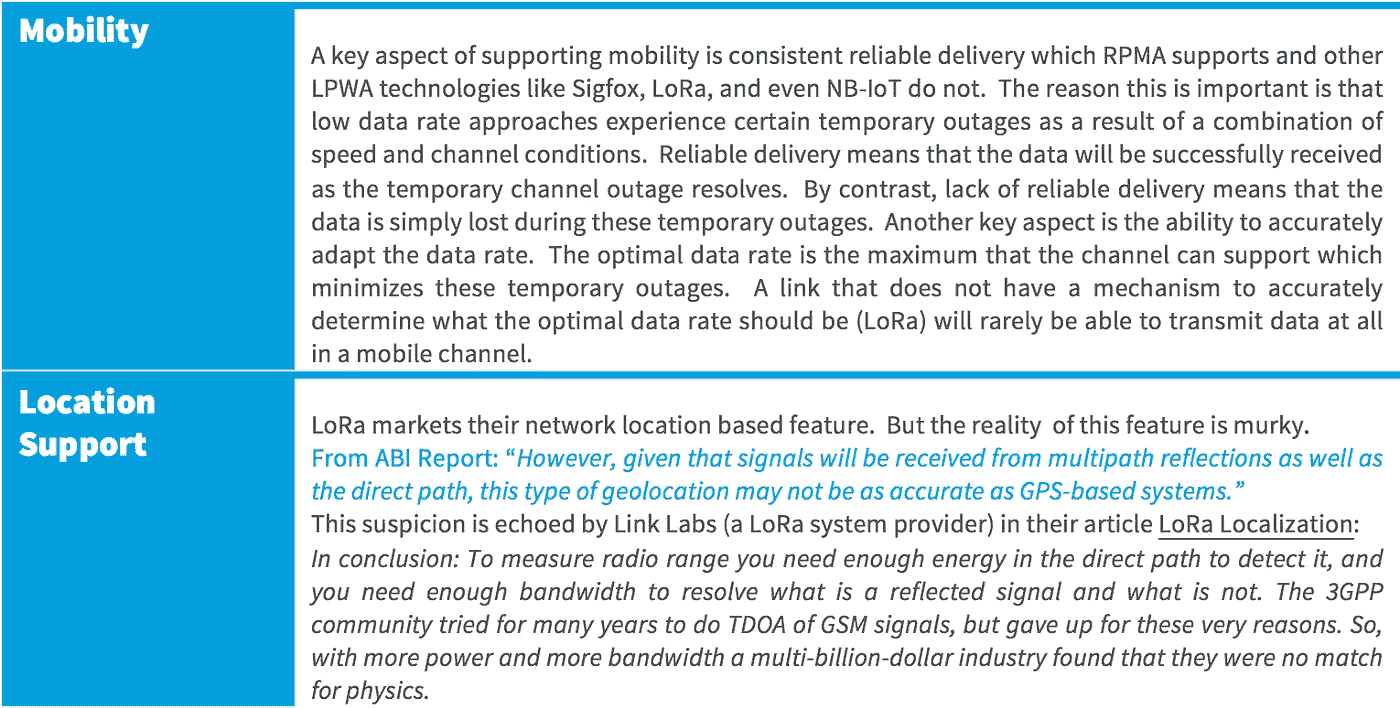 Mobility
A key aspect of supporting mobility is consistent reliable delivery which RPMA supports and other
LPWA technologies like Sigfox, LoRa, and even NB-IoT do not.  The reason this is important is that
low data rate approaches experience certain temporary outages as a result of a combination of
speed and channel conditions.  Reliable delivery means that the data will be successfully received
as the temporary channel outage resolves.  By contrast, lack of reliable delivery means that the
data is simply lost during these temporary outages.  Another key aspect is the ability to accurately
adapt the data rate.  The optimal data rate is the maximum that the channel can support which
minimizes these temporary outages.  A link that does not have a mechanism to accurately
determine what the optimal data rate should be (LoRa) will rarely be able to transmit data at all
in a mobile channel.
Location
Support
LoRa markets their network location based feature.  But the reality of this feature is murky.
From ABI Report: “However, given that signals will be received from multipath reflections as well as
the direct path, this type of geolocation may not be as accurate as GPS-based systems.”
This suspicion is echoed by Link Labs (a LoRa system provider) in their article LoRa Localization:
In conclusion: To measure radio range you need enough energy in the direct path to detect it, and
you need enough bandwidth to resolve what is a reflected signal and what is not. The 3GPP
community tried for many years to do TDOA of GSM signals, but gave up for these very reasons. So,
with more power and more bandwidth a multi-billion-dollar industry found that they were no match
for physics.